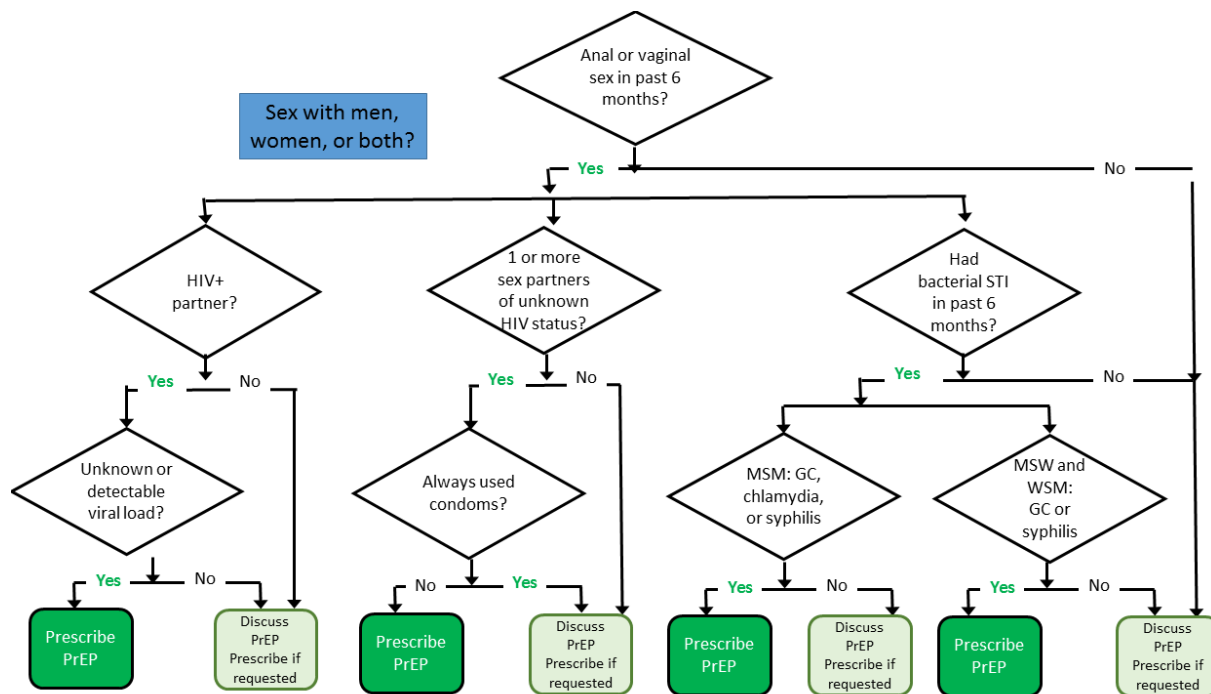 Anal or vaginal
sex in past 6
months?
Sex with men,
women, or both?
Yes
No
HIV+
partner?
1 or more
sex partners
of unknown
HIV status?
Had
bacterial STI
in past 6
months?
Yes
No
Yes
No
Yes
No
Unknown or
detectable
viral load?
Always used
condoms?
MSM: GC,
chlamydia,
or syphilis
MSW and
WSM:
GC or
syphilis
Yes
No
No
Yes
Yes
No
Yes
No
Prescribe
PrEP
Discuss
PrEP
Prescribe if
requested
Prescribe
PrEP
Discuss
PrEP
Prescribe if
requested
Prescribe
PrEP
Discuss
PrEP
Prescribe if
requested
Prescribe
PrEP
Discuss
PrEP
Prescribe if
requested